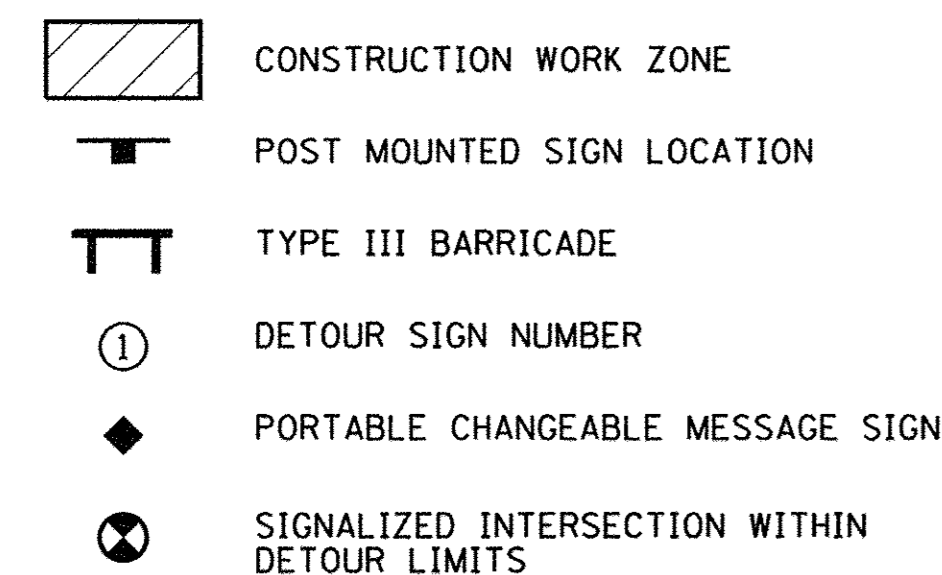 CONSTRUCTION WORK ZONE
POST MOUNTED SIGN LOCATION
TYPE III BARRICADE
1 DETOUR SIGN NUMBER
PORTABLE CHANGEABLE MESSAGE SIGN
SIGNALIZED INTERSECTION WITHIN
DETOUR LIMITS